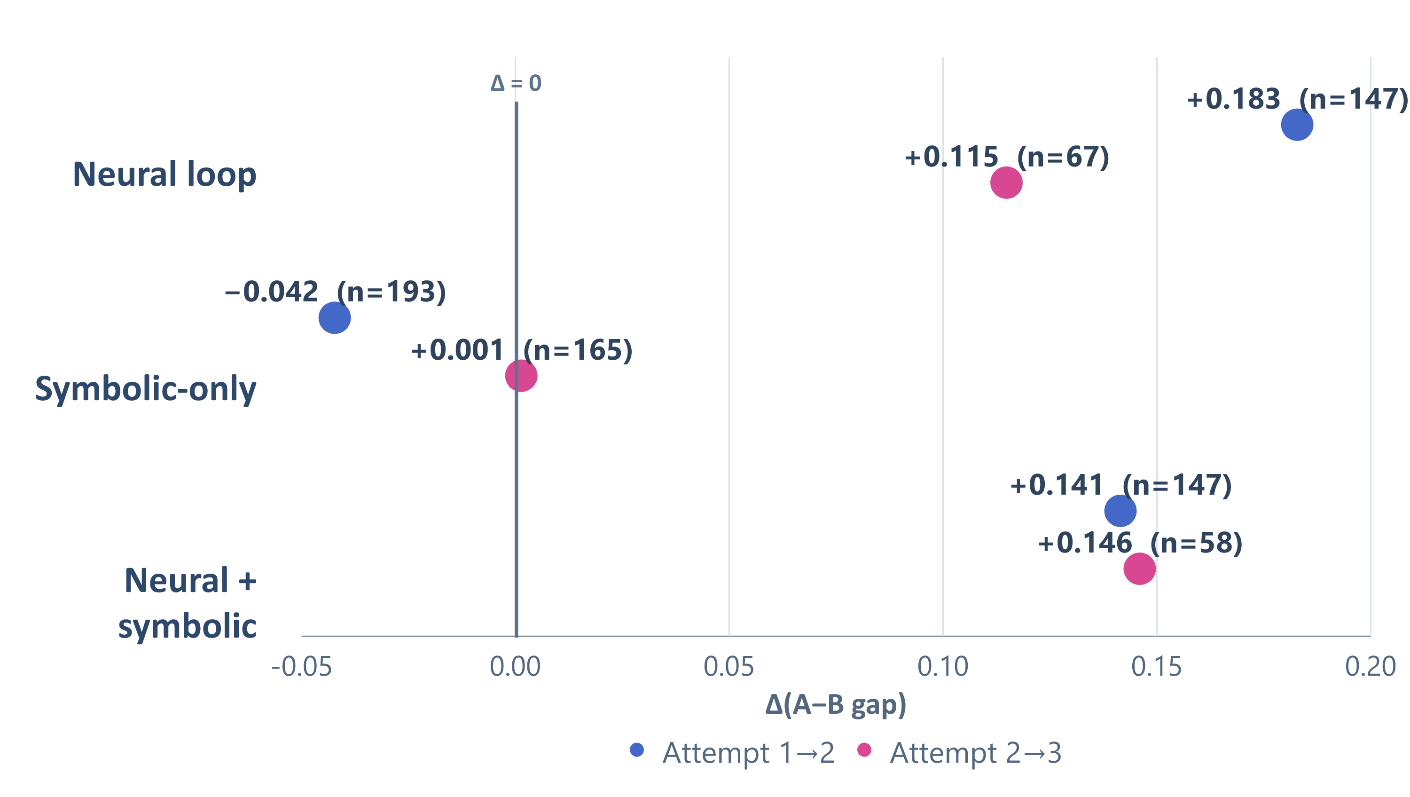 Δ = 0
+0.183 (n=147)
+0.115 (n=67)
Neural loop
−0.042 (n=193)
+0.001 (n=165)
Symbolic-only
+0.141 (n=147)
+0.146 (n=58)
Neural +
symbolic
-0.05 0.00 0.05 0.10 0.15 0.20
Δ(A−B gap)
Attempt 1→2 Attempt 2→3